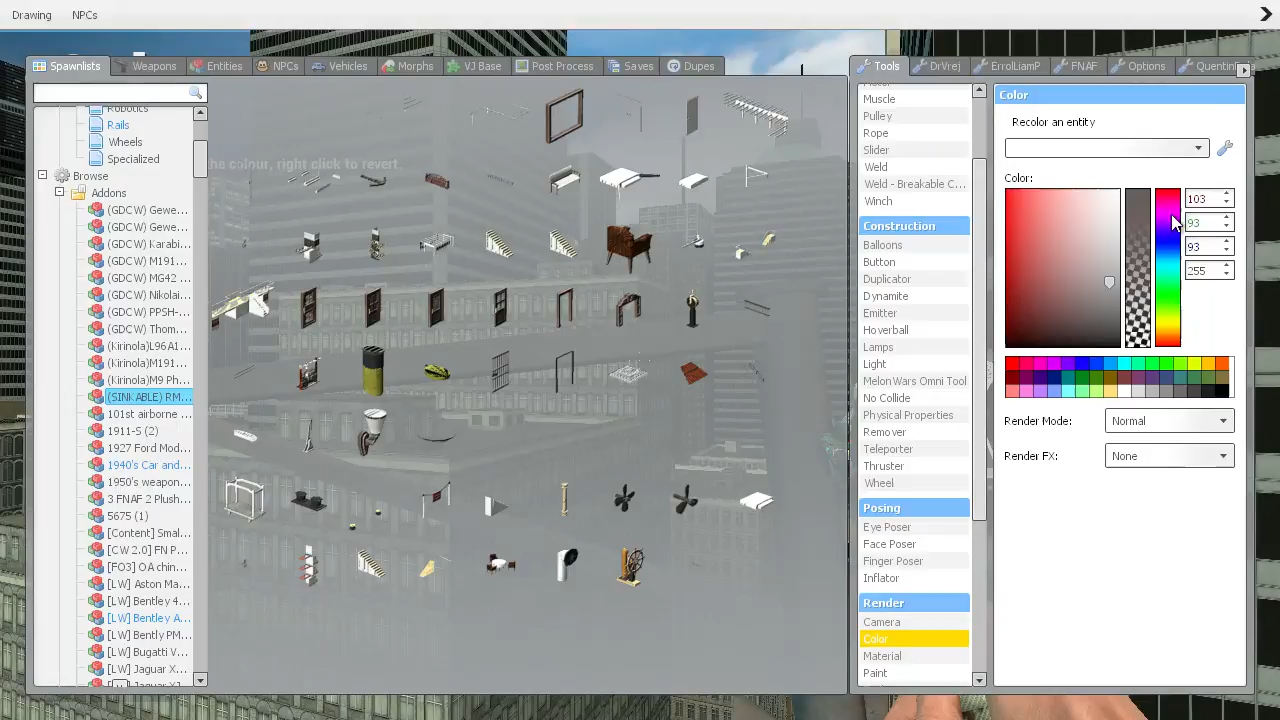 Drawing NPCs
Spawnlists Weapons Entities NPCs Vehicles Morphs VJ Base Post Process Saves Dupes
Tools DrVrej ErrolLiamP FNAF Options
Robotics
Rails
Wheels
Specialized
Browse
Addons
(GDCW) Gewe...
(GDCW) Gewe...
(GDCW) Karabi...
(GDCW) M191...
(GDCW) MG42...
(GDCW) Nikolai...
(GDCW) PPSH-...
(GDCW) Thom...
(Kirinola)L96A1...
(Kirinola)M191...
(Kirinola)M9 Ph...
(SINKABLE) RM...
101st airborne ...
1911-S (2)
1927 Ford Mod...
1940's Car and...
1950's weapon...
3 FNAF 2 Plush...
5675 (1)
[Content] Smal...
[CW 2.0] FN P...
[FO3] OA Dim...
[LW] Aston Ma...
[LW] Bentley 4...
[LW] Bentley A...
[LW] Bently PM...
[LW] Bugatti V...
[LW] Jaguar X...
he colour, right click to revert.
Muscle
Pulley
Rope
Slider
Weld
Weld - Breakable C...
Winch
Construction
Balloons
Button
Duplicator
Dynamite
Emitter
Hoverball
Lamps
Light
MelonWars Omni Tool
No Collide
Physical Properties
Remover
Teleporter
Thruster
Wheel
Posing
Eye Poser
Face Poser
Finger Poser
Inflator
Render
Camera
Color
Material
Paint
Color
Recolor an entity
Color:
103
93
93
255
Render Mode: Normal
Render FX: None